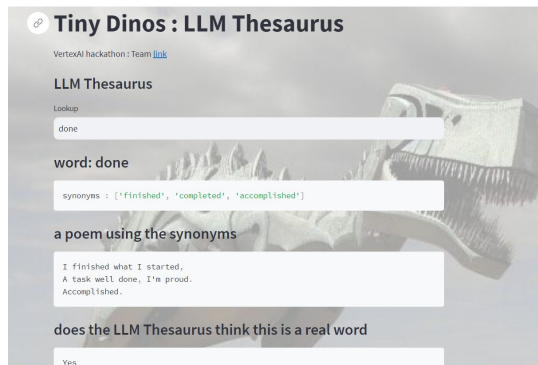 Tiny Dinos : LLM Thesaurus
VertexAI hackathon : Team link
LLM Thesaurus
Lookup
done
word: done
synonyms : ['finished', 'completed', 'accomplished']
a poem using the synonyms
I finished what I started,
A task well done, I'm proud.
Accomplished.
does the LLM Thesaurus think this is a real word
Yes